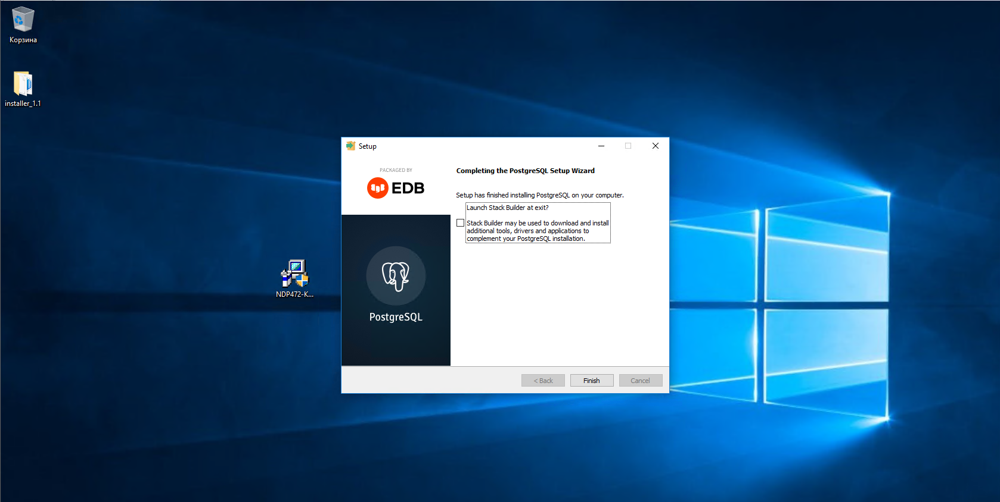 Корзина
installer_1.1
NDP472-K...
Setup
PACKAGED BY
EDB
PostgreSQL
Completing the PostgreSQL Setup Wizard
Setup has finished installing PostgreSQL on your computer.
Launch Stack Builder at exit?
Stack Builder may be used to download and install
additional tools, drivers and applications to
complement your PostgreSQL installation.
< Back
Finish
Cancel